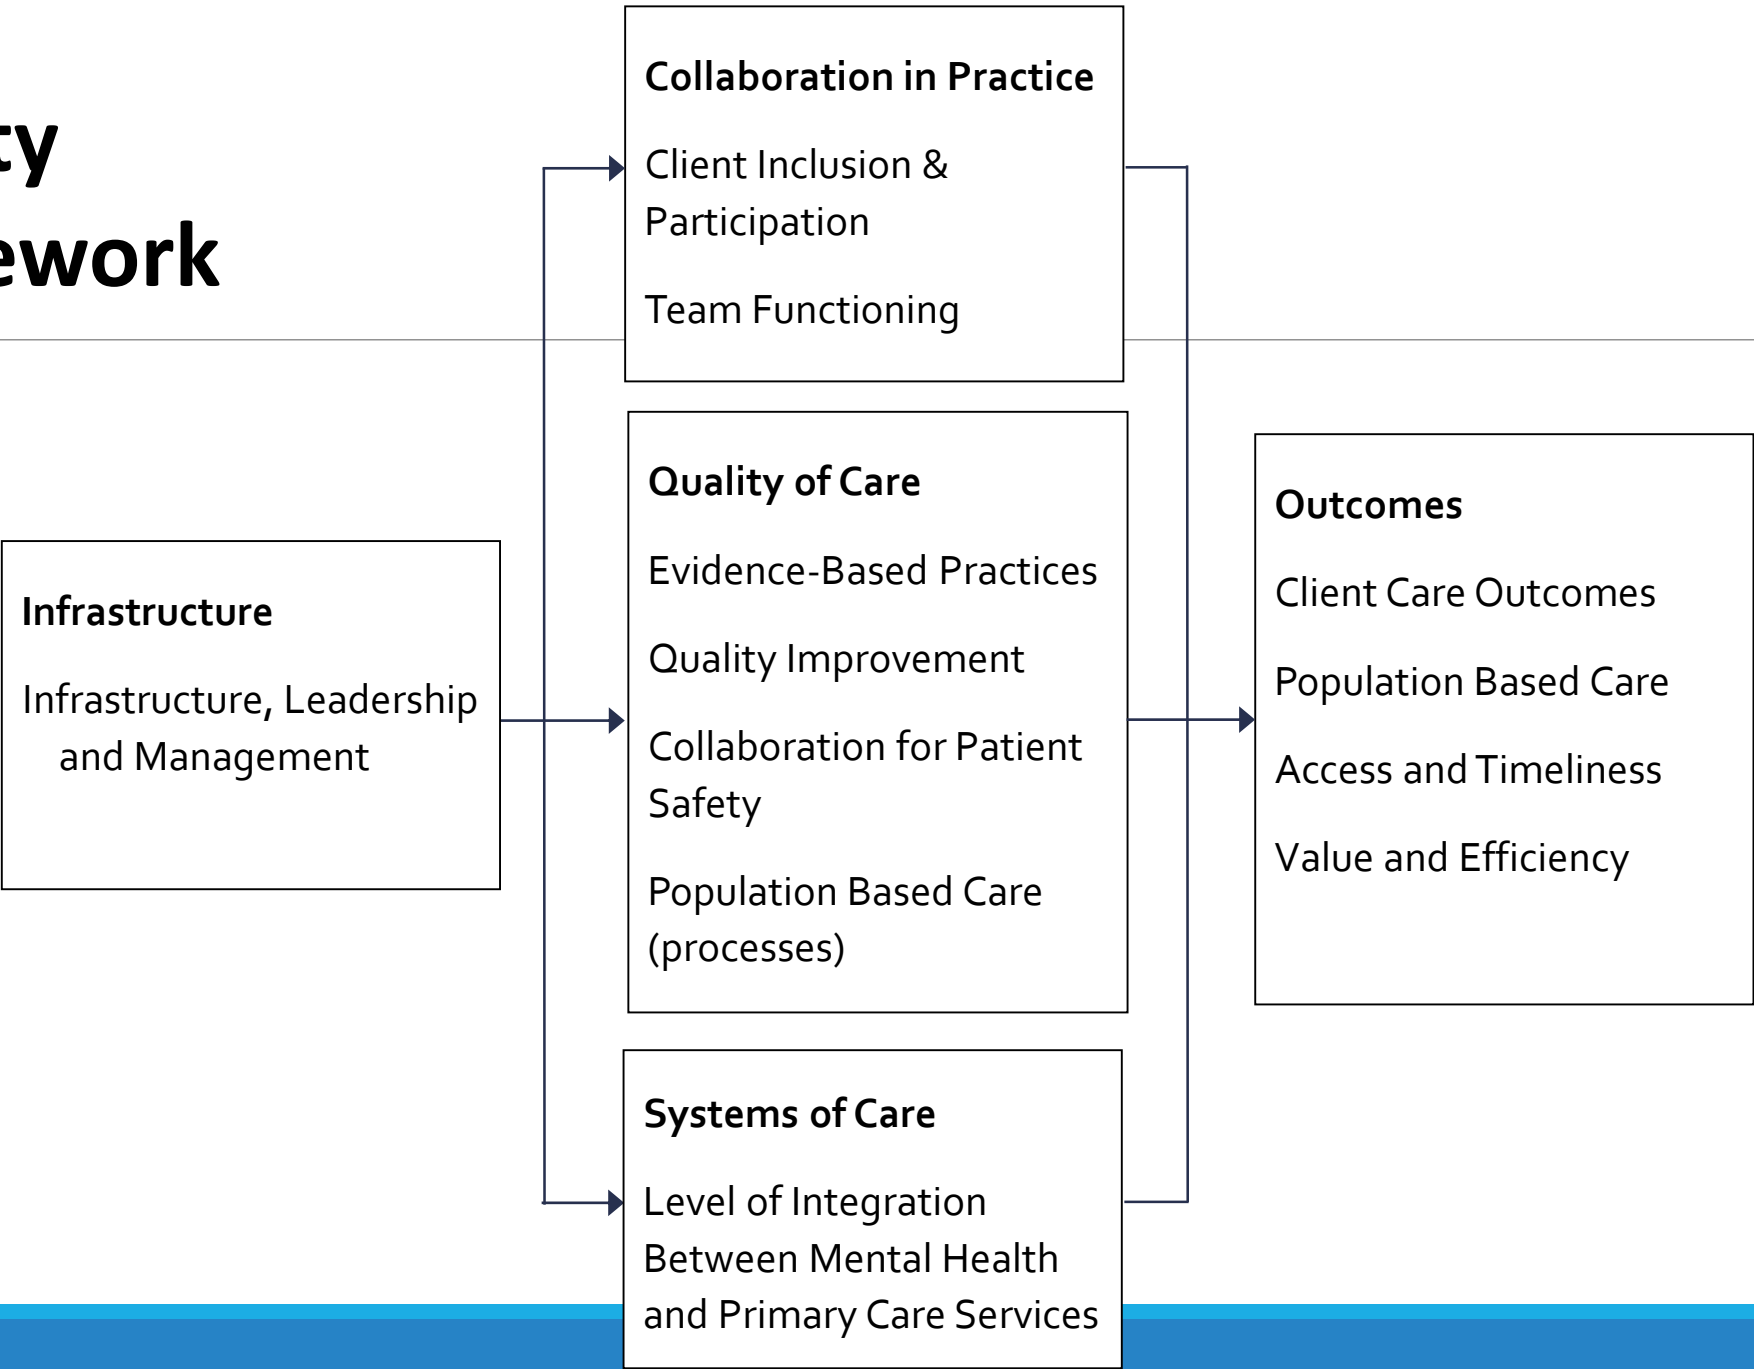 ty
ework
Collaboration in Practice
Client Inclusion &
Participation
Team Functioning
Infrastructure
Infrastructure, Leadership
and Management
Quality of Care
Evidence-Based Practices
Quality Improvement
Collaboration for Patient
Safety
Population Based Care
(processes)
Systems of Care
Level of Integration
Between Mental Health
and Primary Care Services
Outcomes
Client Care Outcomes
Population Based Care
Access and Timeliness
Value and Efficiency